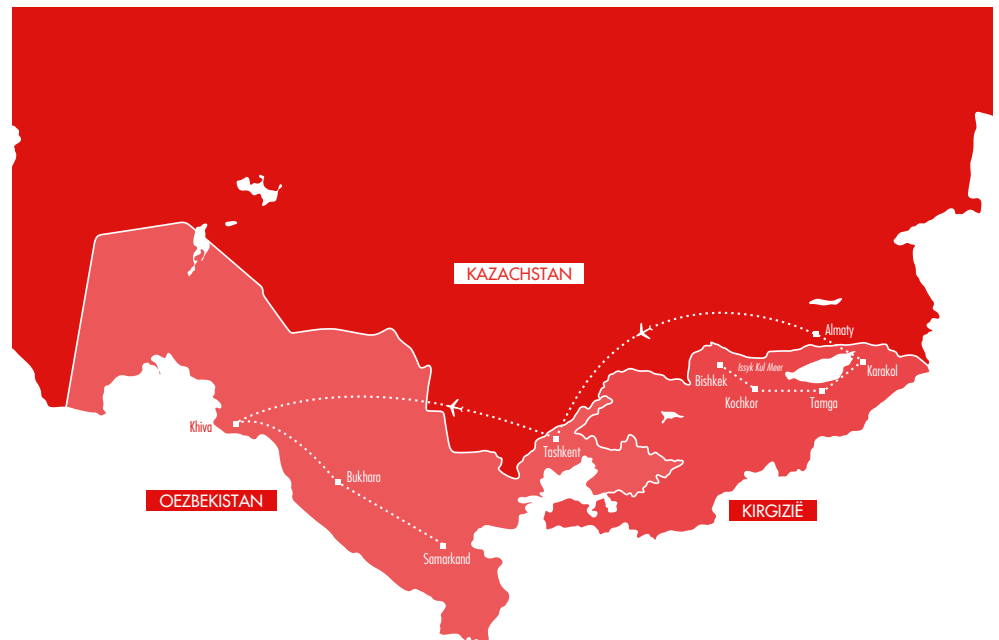 KAZACHSTAN
Almaty
Issyk Kul Meer
Karakol
Bishkek
Kochkor
Tamga
Khiva
Tashkent
Bukhara
OEZBEKISTAN
KIRGIZIË
Samarkand